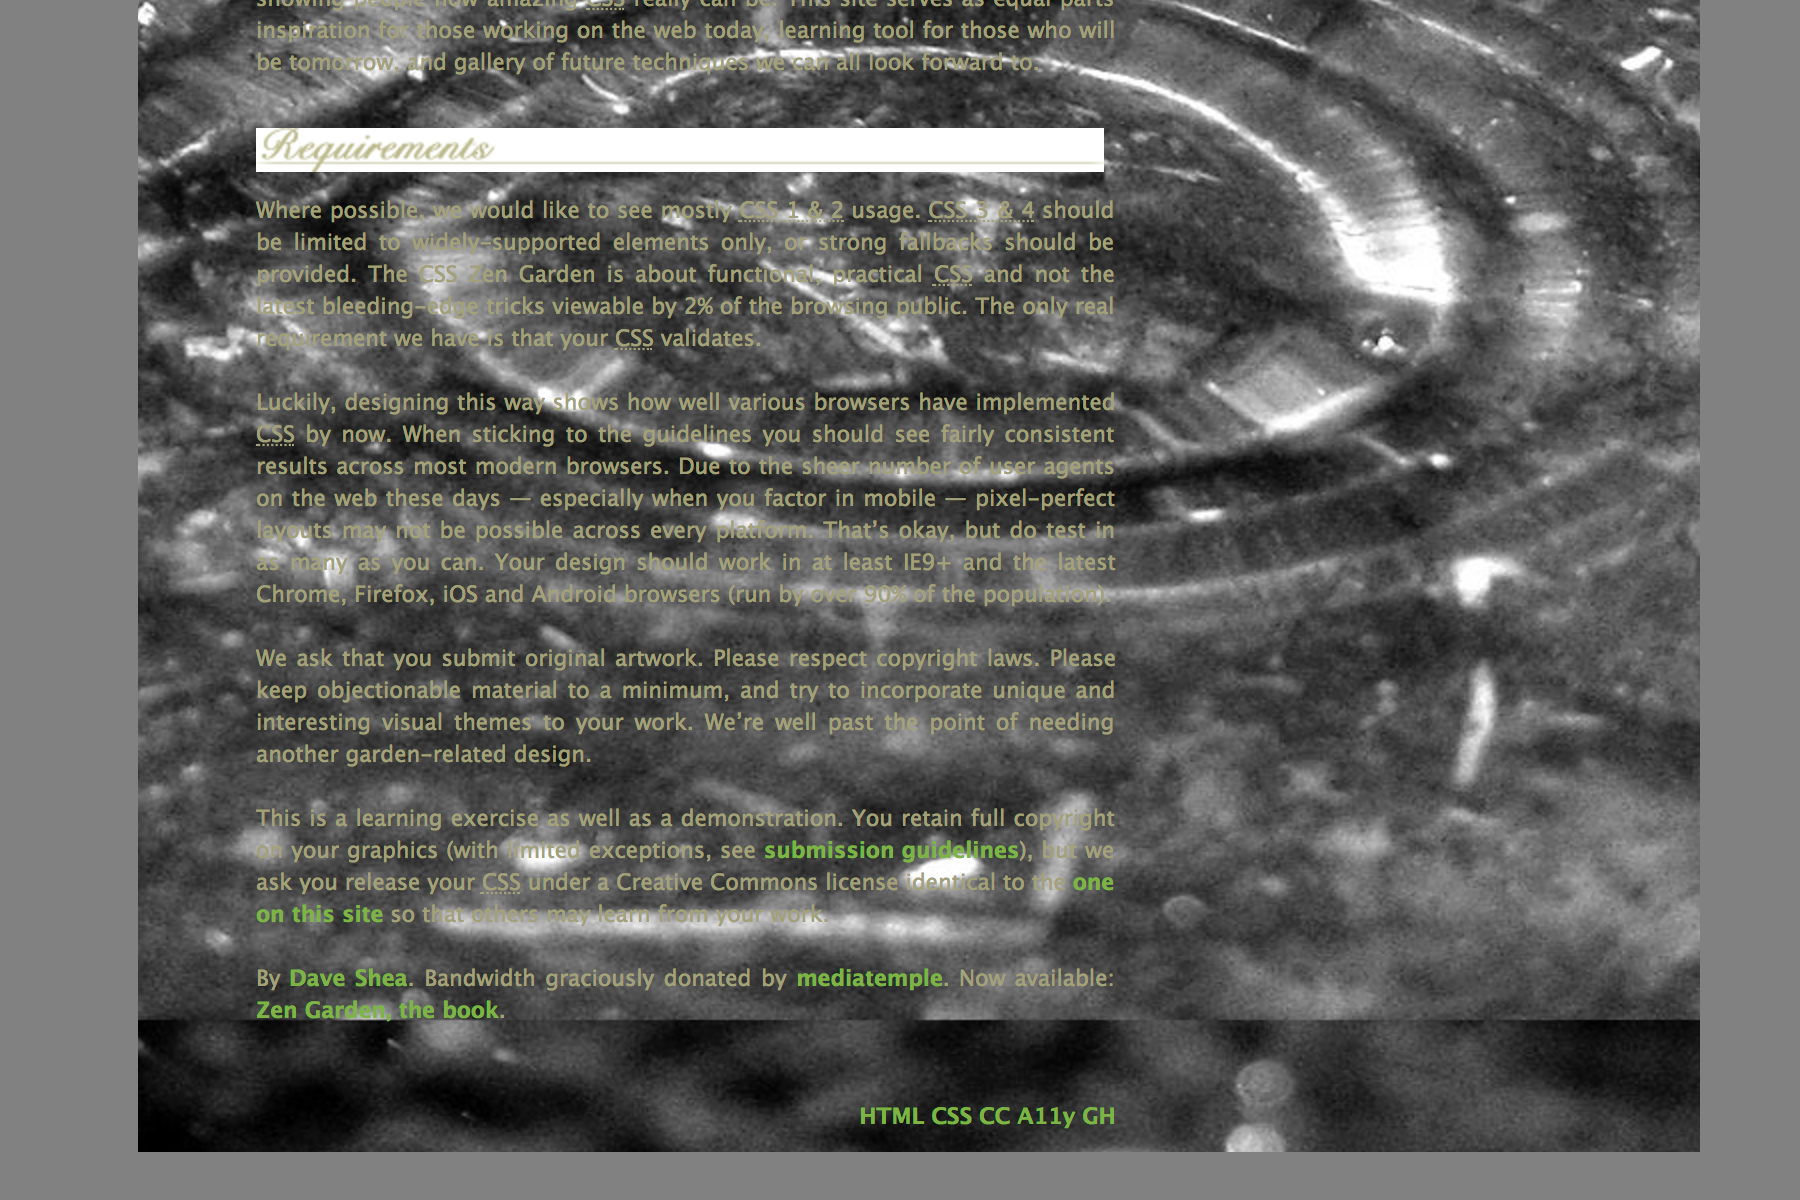 showing people how amazing CSS really can be. This site serves as equal parts
inspiration for those working on the web today, learning tool for those who will
be tomorrow, and gallery of future techniques we can all look forward to.
Requirements
Where possible, we would like to see mostly CSS 1 & 2 usage. CSS 3 & 4 should
be limited to widely-supported elements only, or strong fallbacks should be
provided. The CSS Zen Garden is about functional, practical CSS and not the
latest bleeding-edge tricks viewable by 2% of the browsing public. The only real
requirement we have is that your CSS validates.
Luckily, designing this way shows how well various browsers have implemented
CSS by now. When sticking to the guidelines you should see fairly consistent
results across most modern browsers. Due to the sheer number of user agents
on the web these days — especially when you factor in mobile — pixel-perfect
layouts may not be possible across every platform. That’s okay, but do test in
as many as you can. Your design should work in at least IE9+ and the latest
Chrome, Firefox, iOS and Android browsers (run by over 90% of the population).
We ask that you submit original artwork. Please respect copyright laws. Please
keep objectionable material to a minimum, and try to incorporate unique and
interesting visual themes to your work. We’re well past the point of needing
another garden-related design.
This is a learning exercise as well as a demonstration. You retain full copyright
on your graphics (with limited exceptions, see submission guidelines), but we
ask you release your CSS under a Creative Commons license identical to the one
on this site so that others may learn from your work.
By Dave Shea. Bandwidth graciously donated by mediatemple. Now available:
Zen Garden, the book.
HTML CSS CC A11y GH